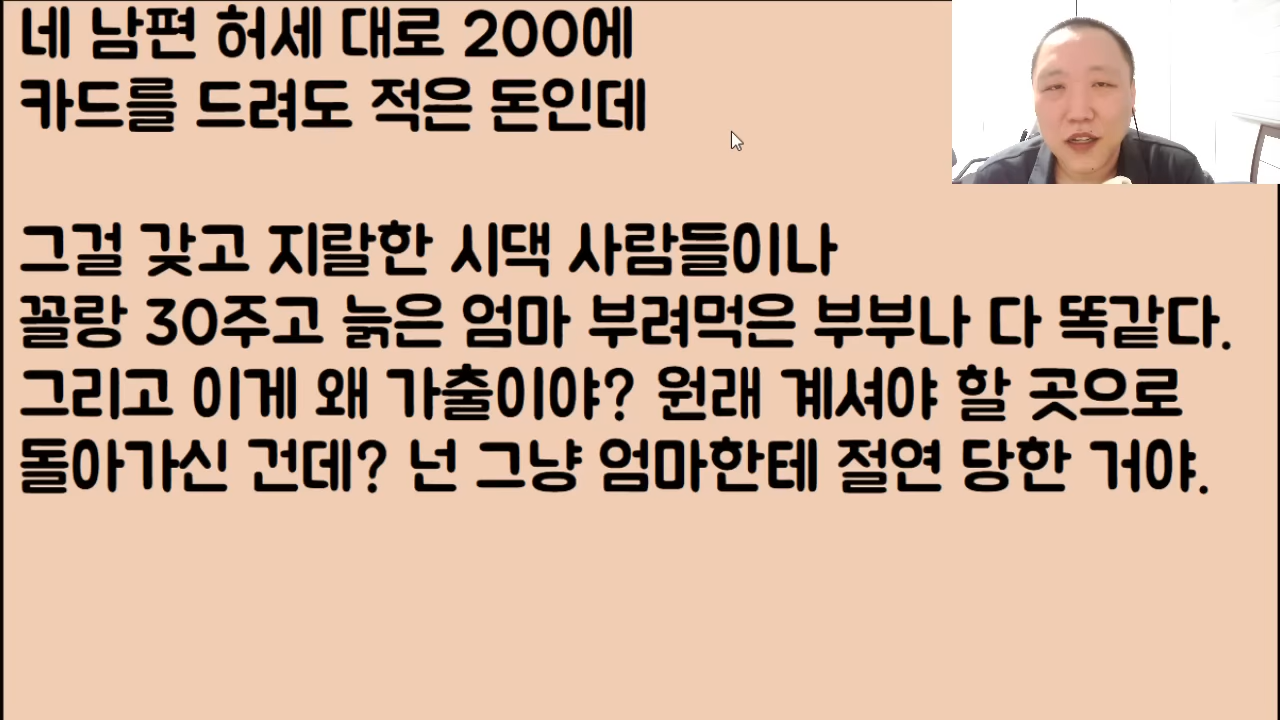 네 남편 허세 대로 200에
카드를 드려도 적은 돈인데
그걸 갖고 지랄한 시댁 사람들이나
꼴랑 30주고 늙은 엄마 부려먹은 부부나 다 똑같다.
그리고 이게 왜 가출이야? 원래 계셔야 할 곳으로
돌아가신 건데? 넌 그냥 엄마한테 절연 당한 거야.